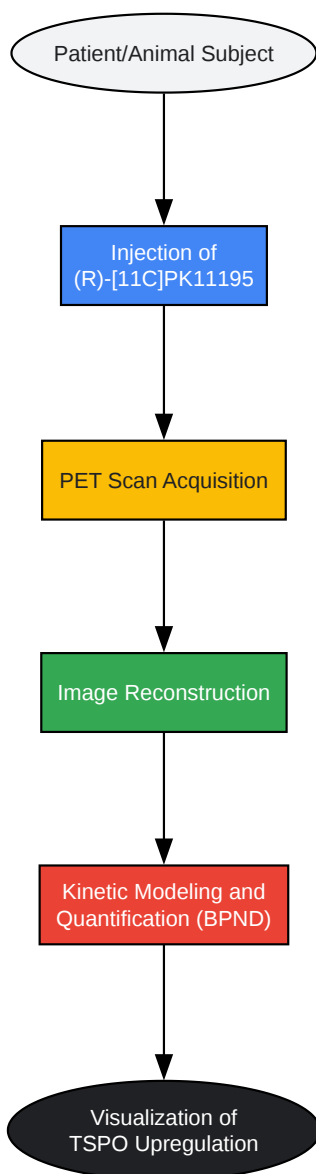 Patient/Animal Subject
Injection of
(R)-[11C]PK11195
PET Scan Acquisition
Image Reconstruction
Kinetic Modeling and
Quantification (BPND)
Visualization of
TSPO Upregulation